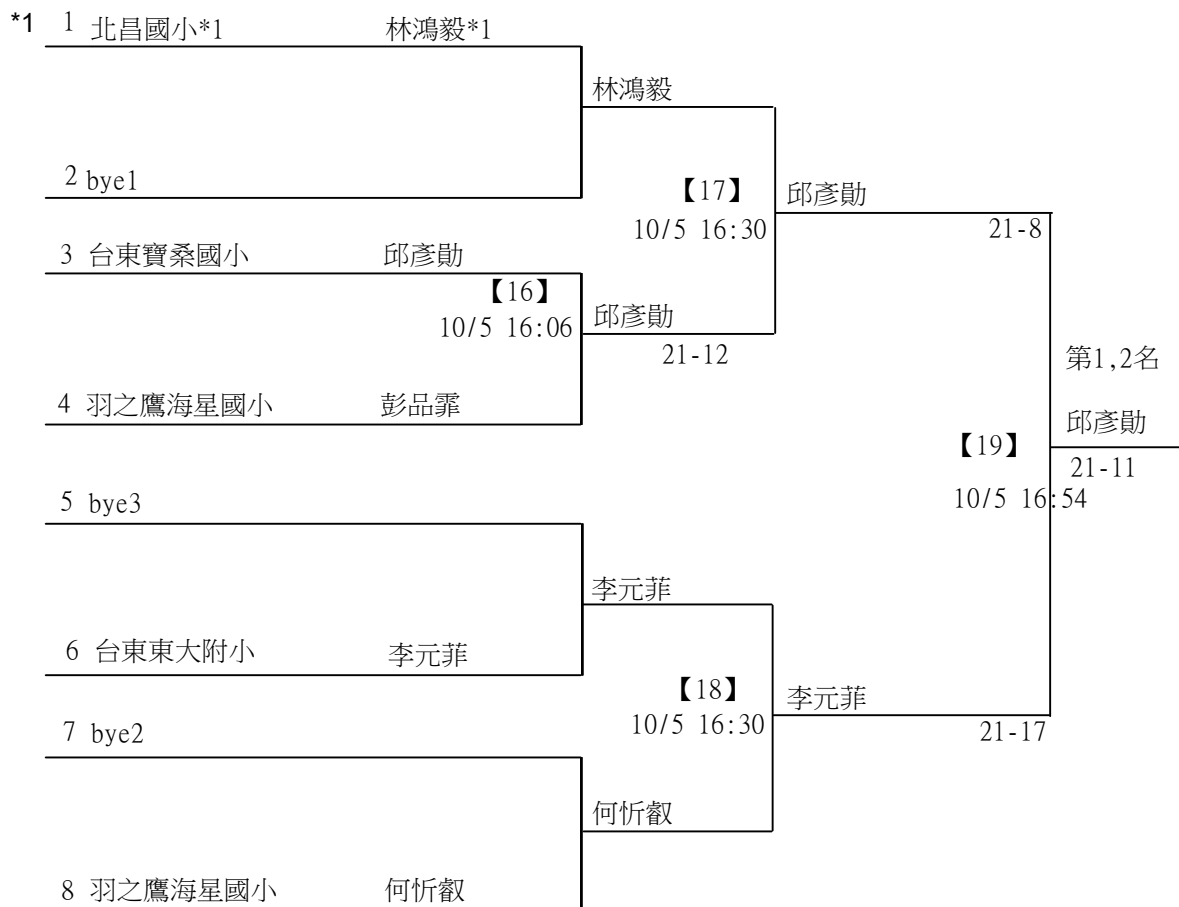 *1 1 北昌國小*1 林鴻毅*1
林鴻毅
2 bye1
【17】
10/5 16:30
邱彥勛
21-8
3 台東寶桑國小 邱彥勛
【16】
10/5 16:06
邱彥勛
21-12
第1,2名
4 羽之鷹海星國小 彭品霏
邱彥勛
【19】
21-11
10/5 16:54
5 bye3
李元菲
6 台東東大附小 李元菲
【18】
10/5 16:30
李元菲
21-17
7 bye2
何忻叡
8 羽之鷹海星國小 何忻叡